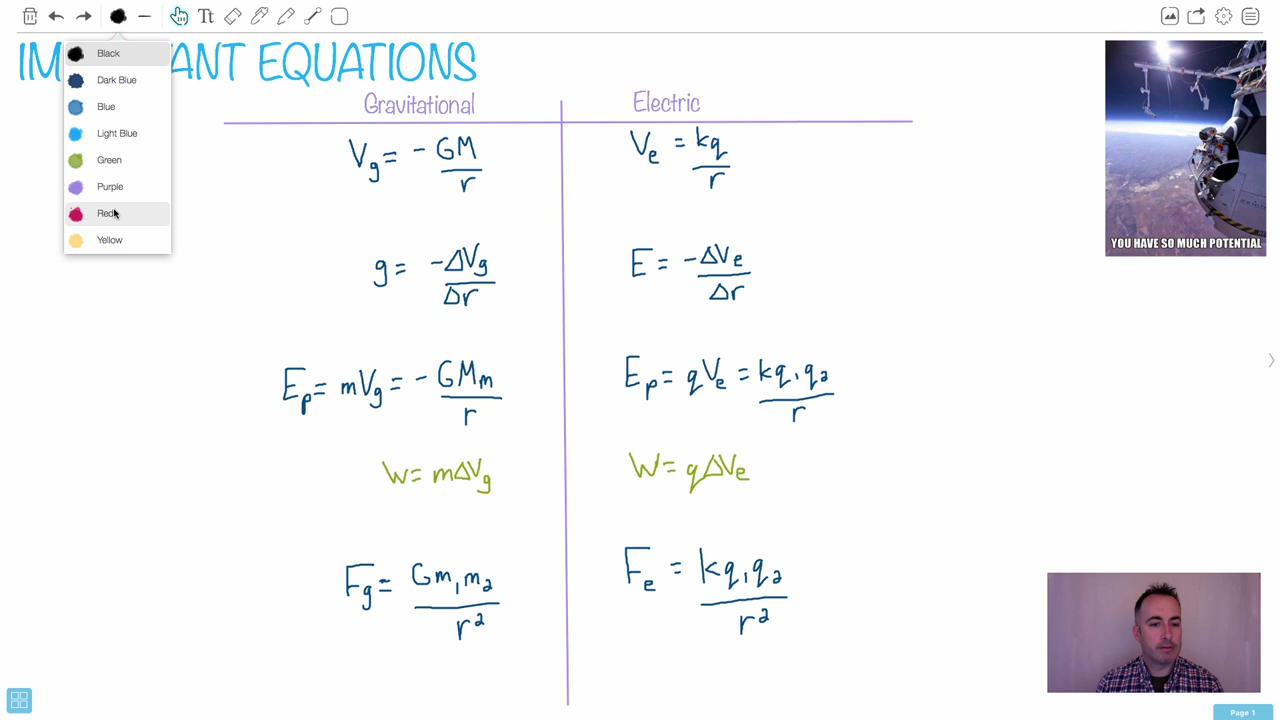 Tt
Black
Dark Blue
Blue
Light Blue
Green
Purple
Red
Yellow
IM ANT EQUATIONS
Gravitational Electric
Vg = - GM/r
Ve = kq/r
g = -ΔVg/Δr
E = -ΔVe/Δr
Ep = mVg = - GMm/r
Ep = qVe = kq₁q₂/r
W = mΔVg
W = qΔVe
Fg = Gm₁m₂/r²
Fe = kq₁q₂/r²
YOU HAVE SO MUCH POTENTIAL
Page 1